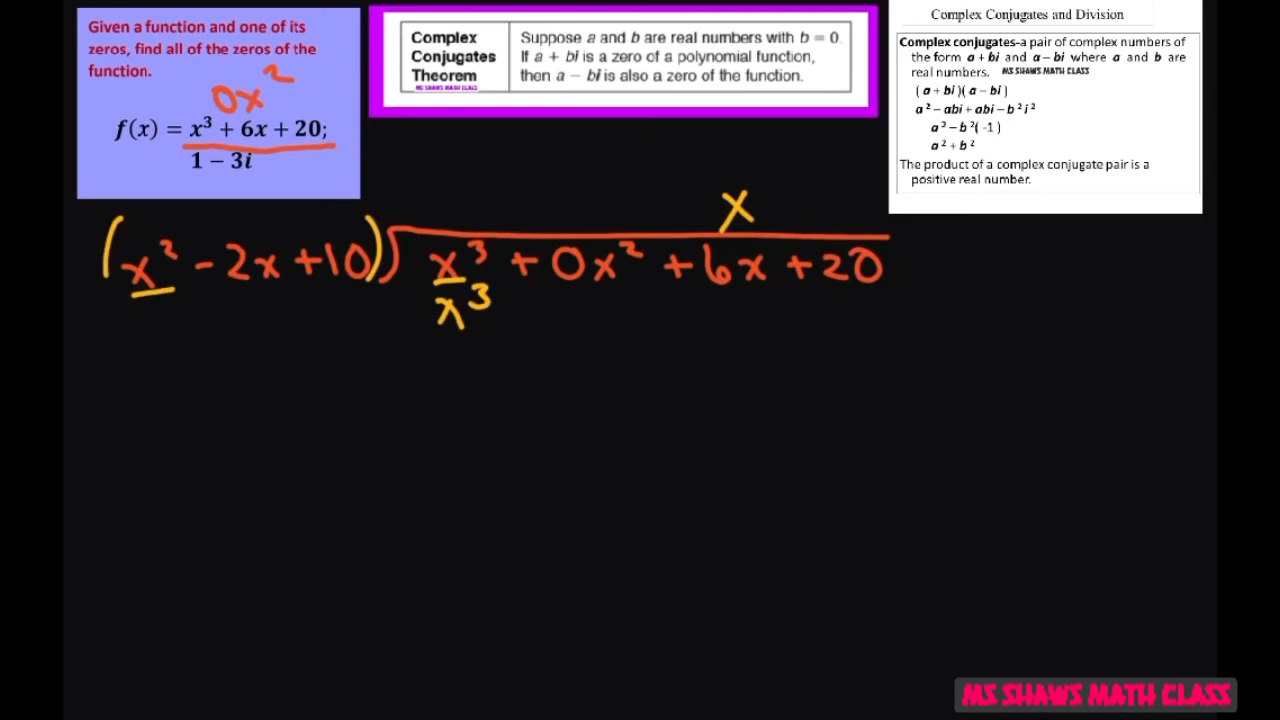 Given a function and one of its
zeros, find all of the zeros of the
function.
0x²
f(x) = x³ + 6x + 20;
1 − 3i
Complex
Conjugates
Theorem
MS SHAWS MATH CLASS
Suppose a and b are real numbers with b = 0.
If a + bi is a zero of a polynomial function,
then a − bi is also a zero of the function.
Complex Conjugates and Division
Complex conjugates-a pair of complex numbers of
the form a + bi and a − bi where a and b are
real numbers. MS SHAWS MATH CLASS
( a + bi )( a − bi )
a² − abi + abi − b² i²
a² − b²( -1 )
a² + b²
The product of a complex conjugate pair is a
positive real number.
x
(x² - 2x + 10) ) x³ + 0x² + 6x + 20
x³
MS SHAWS MATH CLASS